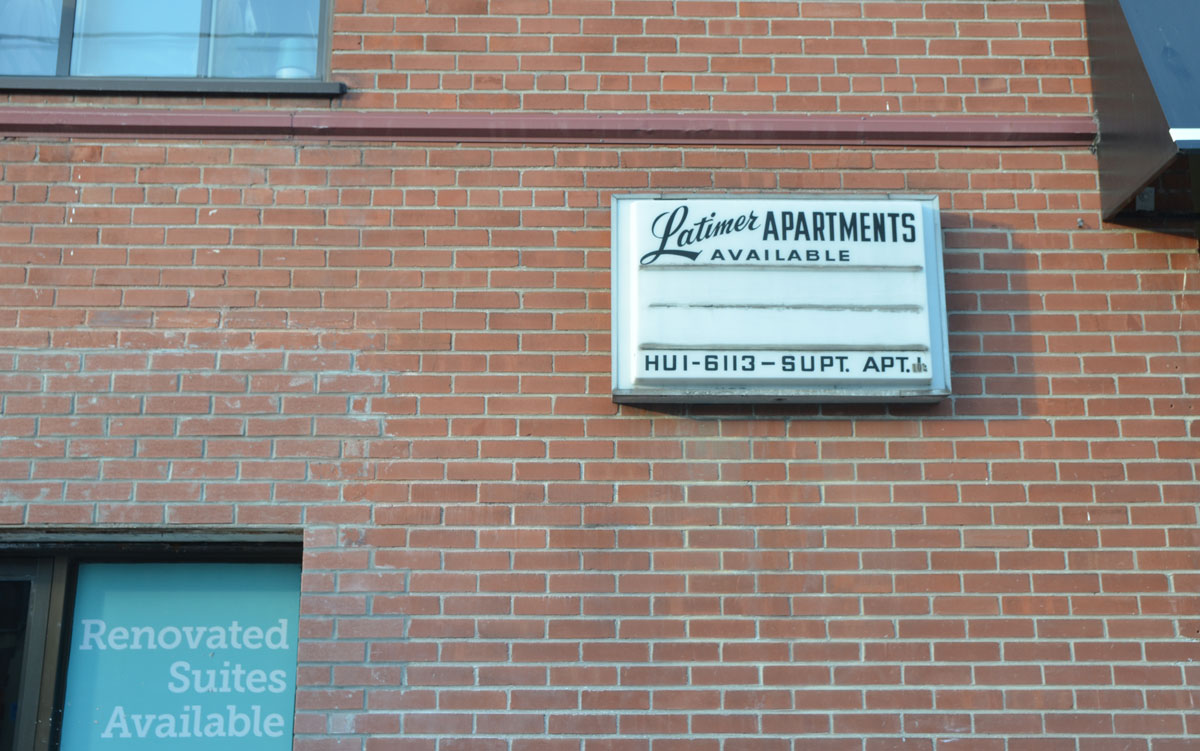 Latimer APARTMENTS
AVAILABLE
HU1-6113-SUPT. APT.
Renovated
Suites
Available